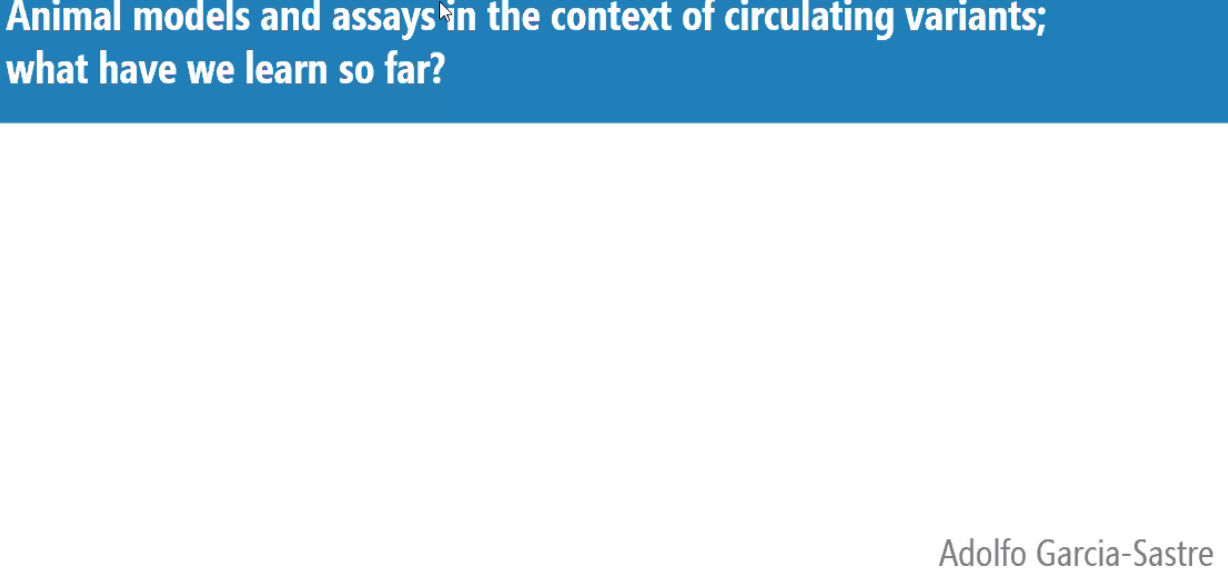 Animal models and assays in the context of circulating variants;
what have we learn so far?
Adolfo Garcia-Sastre